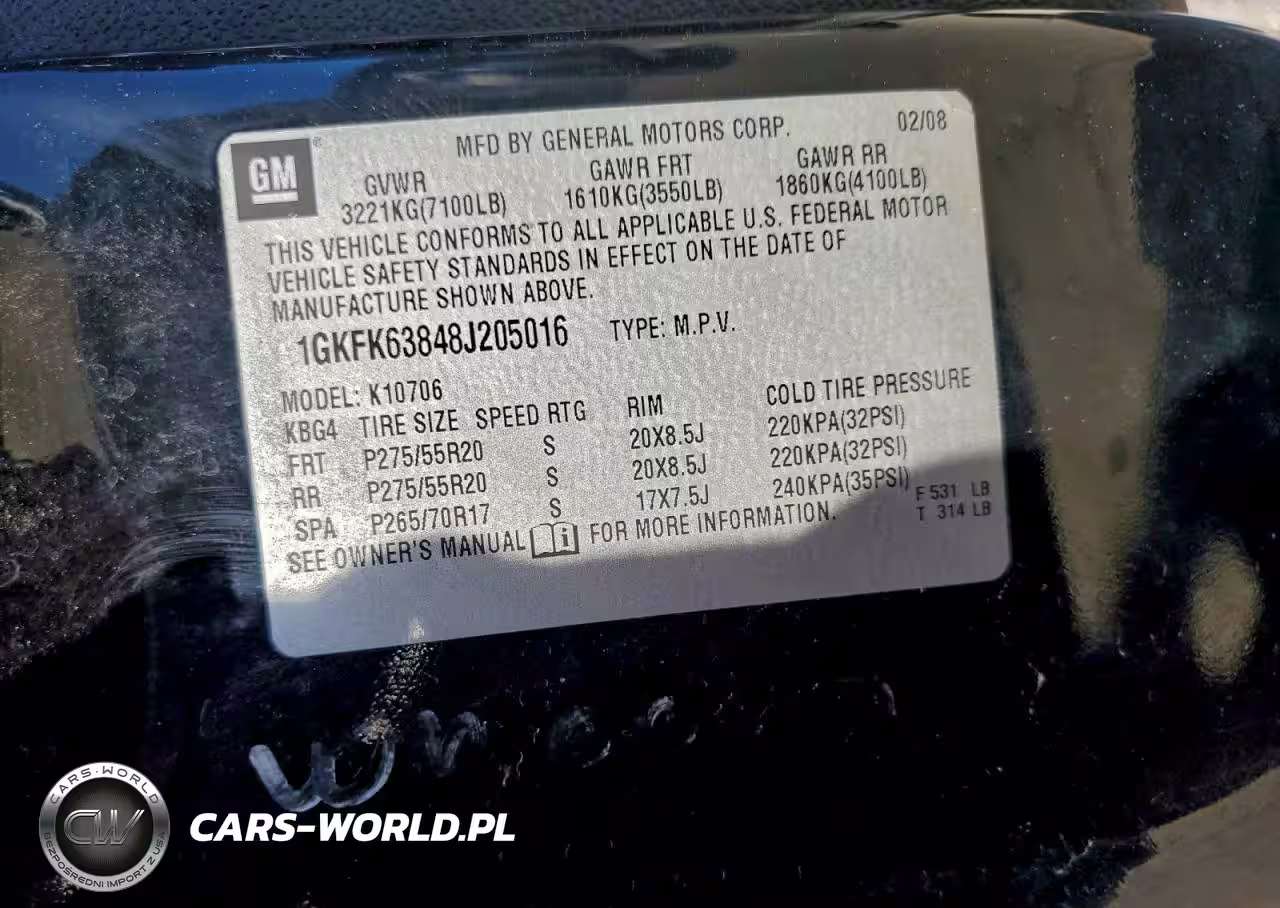 GM
MFD BY GENERAL MOTORS CORP. 02/08
GVWR GAWR FRT GAWR RR
3221KG(7100LB) 1610KG(3550LB) 1860KG(4100LB)
THIS VEHICLE CONFORMS TO ALL APPLICABLE U.S. FEDERAL MOTOR
VEHICLE SAFETY STANDARDS IN EFFECT ON THE DATE OF
MANUFACTURE SHOWN ABOVE.
1GKFK63848J205016 TYPE: M.P.V.
MODEL: K10706
KBG4 TIRE SIZE SPEED RTG RIM COLD TIRE PRESSURE
FRT P275/55R20 S 20X8.5J 220KPA(32PSI)
RR P275/55R20 S 20X8.5J 220KPA(32PSI)
SPA P265/70R17 S 17X7.5J 240KPA(35PSI)
SEE OWNER'S MANUAL FOR MORE INFORMATION.
F 531 LB
T 314 LB
CARS-WORLD
CW
BEZPOŚREDNI IMPORT Z USA
CARS-WORLD.PL